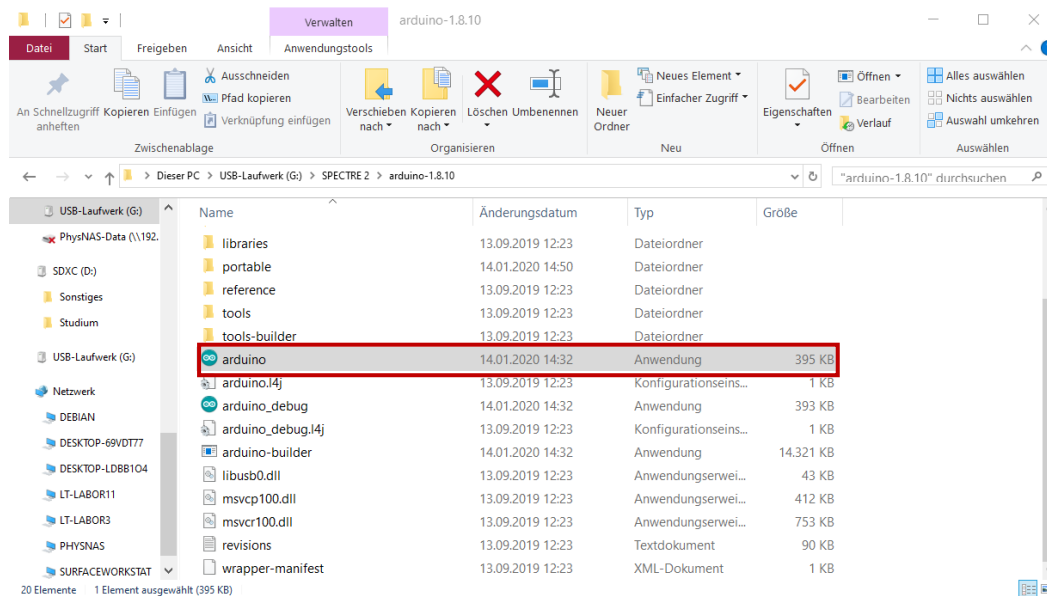 Verwalten arduino-1.8.10
Datei Start Freigeben Ansicht Anwendungstools
An Schnellzugriff anheften
Kopieren
Einfügen
Ausschneiden
Pfad kopieren
Verknüpfung einfügen
Zwischenablage
Verschieben nach
Kopieren nach
Löschen
Umbenennen
Organisieren
Neuer Ordner
Neues Element
Einfacher Zugriff
Neu
Eigenschaften
Öffnen
Bearbeiten
Verlauf
Öffnen
Alles auswählen
Nichts auswählen
Auswahl umkehren
Auswählen
Dieser PC > USB-Laufwerk (G:) > SPECTRE 2 > arduino-1.8.10
"arduino-1.8.10" durchsuchen
USB-Laufwerk (G:)
PhysNAS-Data (\\192.
SDXC (D:)
Sonstiges
Studium
USB-Laufwerk (G:)
Netzwerk
DEBIAN
DESKTOP-69VDT77
DESKTOP-LDBB1O4
LT-LABOR11
LT-LABOR3
PHYSNAS
SURFACEWORKSTAT
Name Änderungsdatum Typ Größe
libraries 13.09.2019 12:23 Dateiordner
portable 14.01.2020 14:50 Dateiordner
reference 13.09.2019 12:23 Dateiordner
tools 13.09.2019 12:23 Dateiordner
tools-builder 13.09.2019 12:23 Dateiordner
arduino 14.01.2020 14:32 Anwendung 395 KB
arduino.l4j 13.09.2019 12:23 Konfigurationseins... 1 KB
arduino_debug 14.01.2020 14:32 Anwendung 393 KB
arduino_debug.l4j 13.09.2019 12:23 Konfigurationseins... 1 KB
arduino-builder 14.01.2020 14:32 Anwendung 14.321 KB
libusb0.dll 13.09.2019 12:23 Anwendungserwei... 43 KB
msvcp100.dll 13.09.2019 12:23 Anwendungserwei... 412 KB
msvcr100.dll 13.09.2019 12:23 Anwendungserwei... 753 KB
revisions 13.09.2019 12:23 Textdokument 90 KB
wrapper-manifest 13.09.2019 12:23 XML-Dokument 1 KB
20 Elemente 1 Element ausgewählt (395 KB)